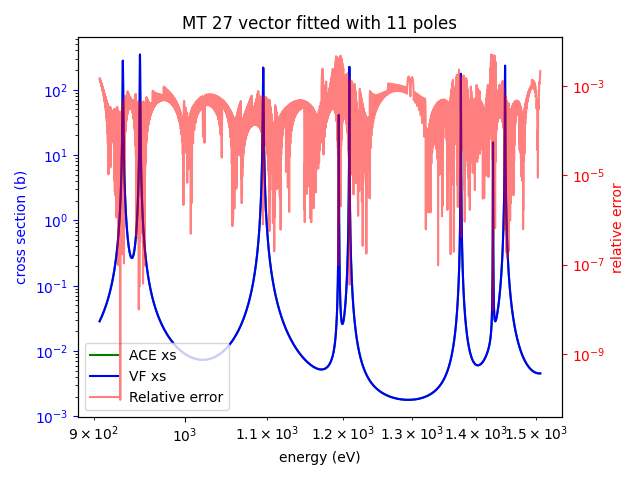 MT 27 vector fitted with 11 poles
cross section (b)
10²
10¹
10⁰
10⁻¹
10⁻²
10⁻³
10⁻³
10⁻⁵
10⁻⁷
10⁻⁹
relative error
ACE xs
VF xs
Relative error
9 × 10² 10³ 1.1 × 10³ 1.2 × 10³ 1.3 × 10³ 1.4 × 10³ 1.5 × 10³
energy (eV)